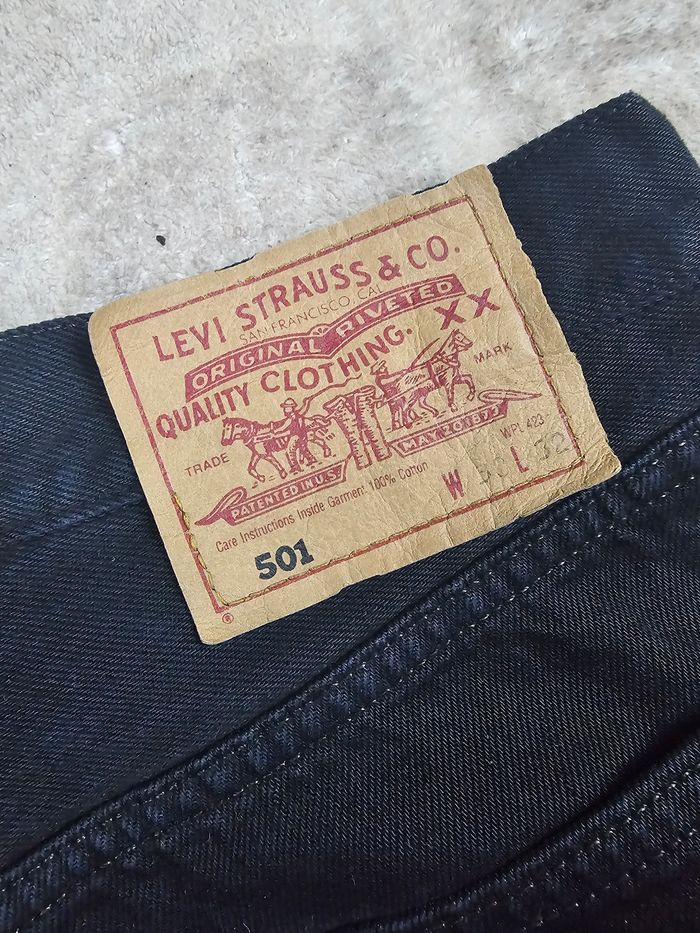 LEVI STRAUSS & CO.
SAN FRANCISCO, CAL
ORIGINAL RIVETED
QUALITY CLOTHING. XX
TRADE MARK
PATENTED IN U.S MAY 20 1873
WPL 423
Care Instructions Inside Garment 100% Cotton
W L 32
501
®